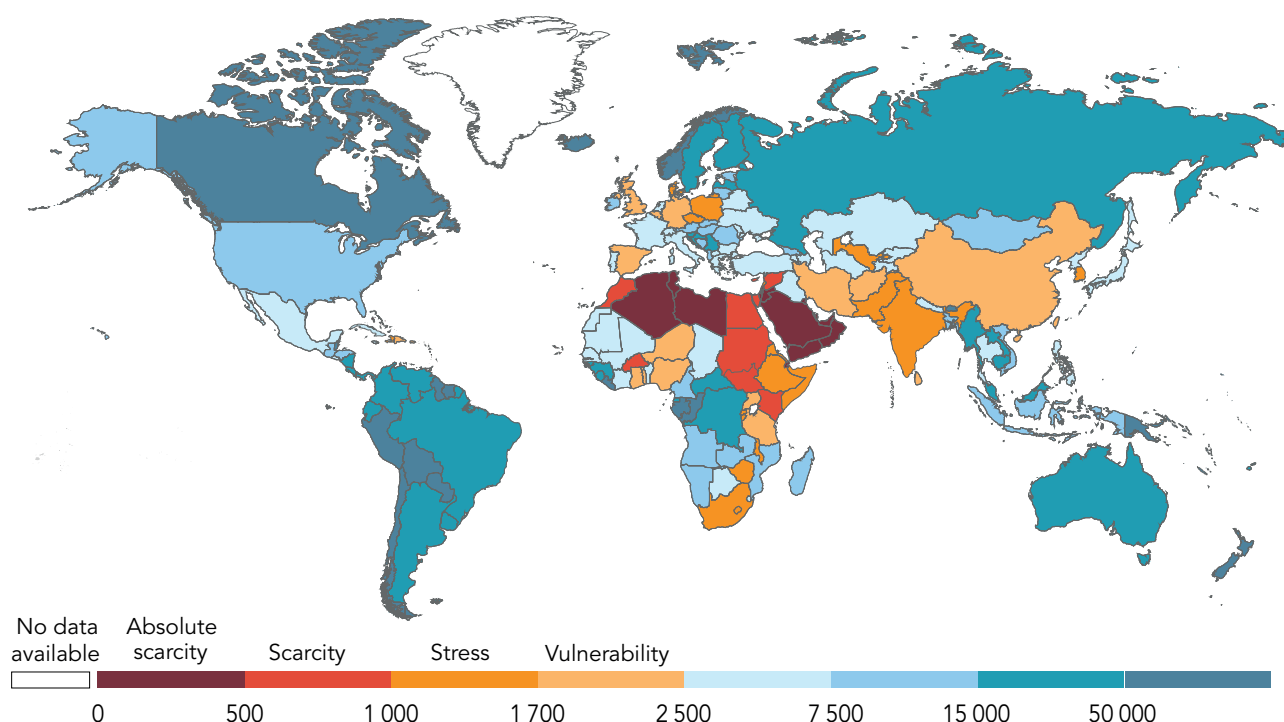 No data available
Absolute scarcity
Scarcity
Stress
Vulnerability
0
500
1 000
1 700
2 500
7 500
15 000
50 000